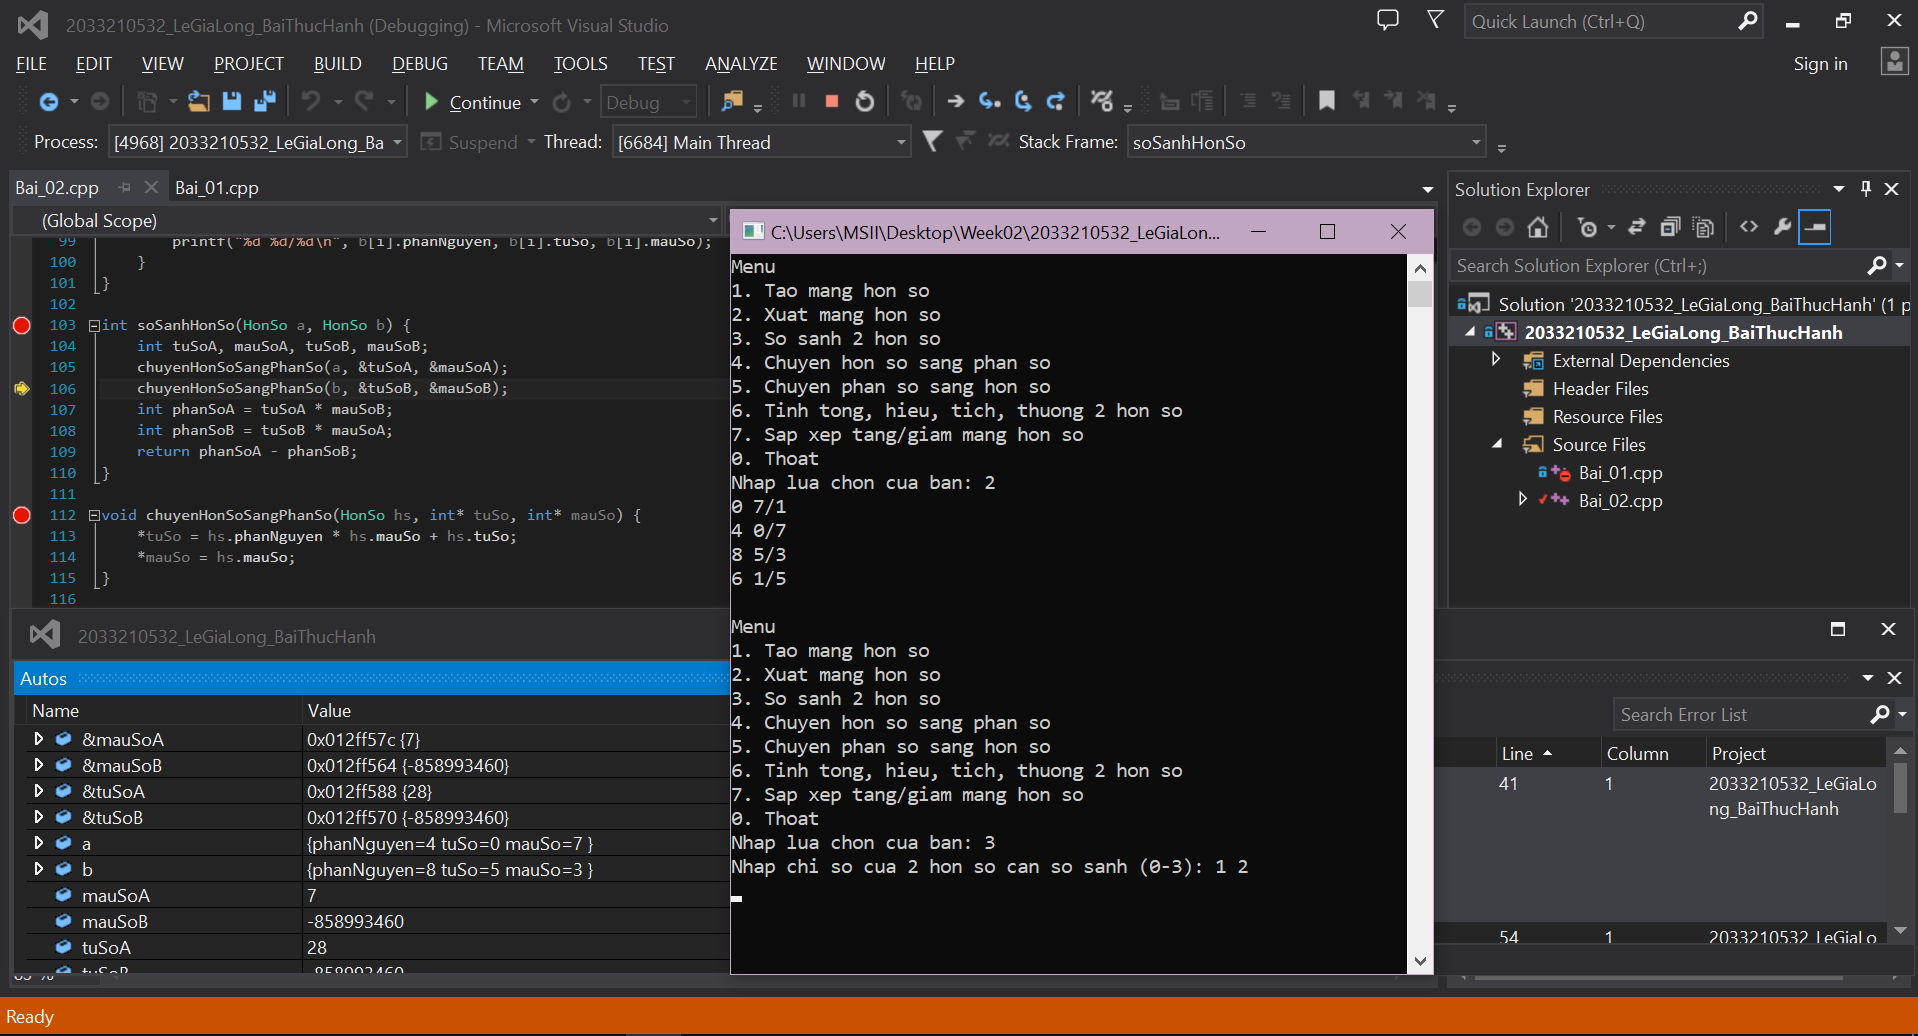 2033210532_LeGiaLong_BaiThucHanh (Debugging) - Microsoft Visual Studio
Quick Launch (Ctrl+Q)
FILE EDIT VIEW PROJECT BUILD DEBUG TEAM TOOLS TEST ANALYZE WINDOW HELP
Sign in
Continue
Debug
Process: [4968] 2033210532_LeGiaLong_Ba Suspend Thread: [6684] Main Thread Stack Frame: soSanhHonSo
Bai_02.cpp Bai_01.cpp
(Global Scope)
99 printf("%d %d/%d\n", b[i].phanNguyen, b[i].tuSo, b[i].mauSo);
100 }
101 }
102
103 int soSanhHonSo(HonSo a, HonSo b) {
104 int tuSoA, mauSoA, tuSoB, mauSoB;
105 chuyenHonSoSangPhanSo(a, &tuSoA, &mauSoA);
106 chuyenHonSoSangPhanSo(b, &tuSoB, &mauSoB);
107 int phanSoA = tuSoA * mauSoB;
108 int phanSoB = tuSoB * mauSoA;
109 return phanSoA - phanSoB;
110 }
111
112 void chuyenHonSoSangPhanSo(HonSo hs, int* tuSo, int* mauSo) {
113 *tuSo = hs.phanNguyen * hs.mauSo + hs.tuSo;
114 *mauSo = hs.mauSo;
115 }
116
C:\Users\MSII\Desktop\Week02\2033210532_LeGiaLon...
Menu
1. Tao mang hon so
2. Xuat mang hon so
3. So sanh 2 hon so
4. Chuyen hon so sang phan so
5. Chuyen phan so sang hon so
6. Tinh tong, hieu, tich, thuong 2 hon so
7. Sap xep tang/giam mang hon so
0. Thoat
Nhap lua chon cua ban: 2
0 7/1
4 0/7
8 5/3
6 1/5
Menu
1. Tao mang hon so
2. Xuat mang hon so
3. So sanh 2 hon so
4. Chuyen hon so sang phan so
5. Chuyen phan so sang hon so
6. Tinh tong, hieu, tich, thuong 2 hon so
7. Sap xep tang/giam mang hon so
0. Thoat
Nhap lua chon cua ban: 3
Nhap chi so cua 2 hon so can so sanh (0-3): 1 2
Solution Explorer
Search Solution Explorer (Ctrl+;)
Solution '2033210532_LeGiaLong_BaiThucHanh' (1 p
2033210532_LeGiaLong_BaiThucHanh
External Dependencies
Header Files
Resource Files
Source Files
Bai_01.cpp
Bai_02.cpp
2033210532_LeGiaLong_BaiThucHanh
Autos
Name Value
&mauSoA 0x012ff57c {7}
&mauSoB 0x012ff564 {-858993460}
&tuSoA 0x012ff588 {28}
&tuSoB 0x012ff570 {-858993460}
a {phanNguyen=4 tuSo=0 mauSo=7 }
b {phanNguyen=8 tuSo=5 mauSo=3 }
mauSoA 7
mauSoB -858993460
tuSoA 28
tuSoB -858993460
Search Error List
Line Column Project
41 1 2033210532_LeGiaLo
ng_BaiThucHanh
54 1 2033210532_LeGiaLo
Ready